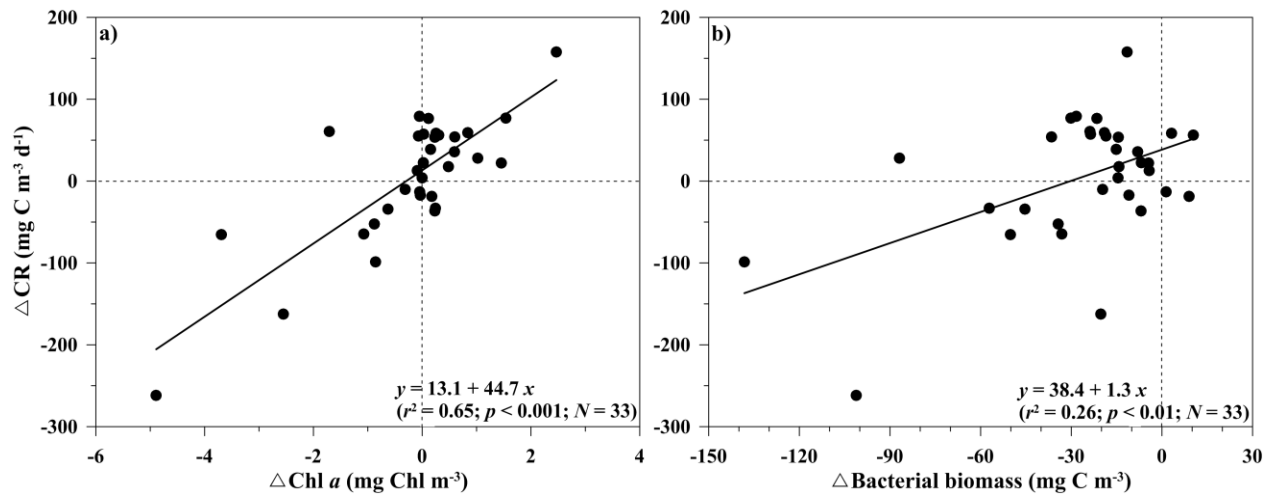 a)
200
100
0
-100
-200
-300
△CR (mg C m⁻³ d⁻¹)
-6
-4
-2
0
2
4
△Chl a (mg Chl m⁻³)
y = 13.1 + 44.7 x
(r² = 0.65; p < 0.001; N = 33)
b)
200
100
0
-100
-200
-300
-150
-120
-90
-60
-30
0
30
△Bacterial biomass (mg C m⁻³)
y = 38.4 + 1.3 x
(r² = 0.26; p < 0.01; N = 33)